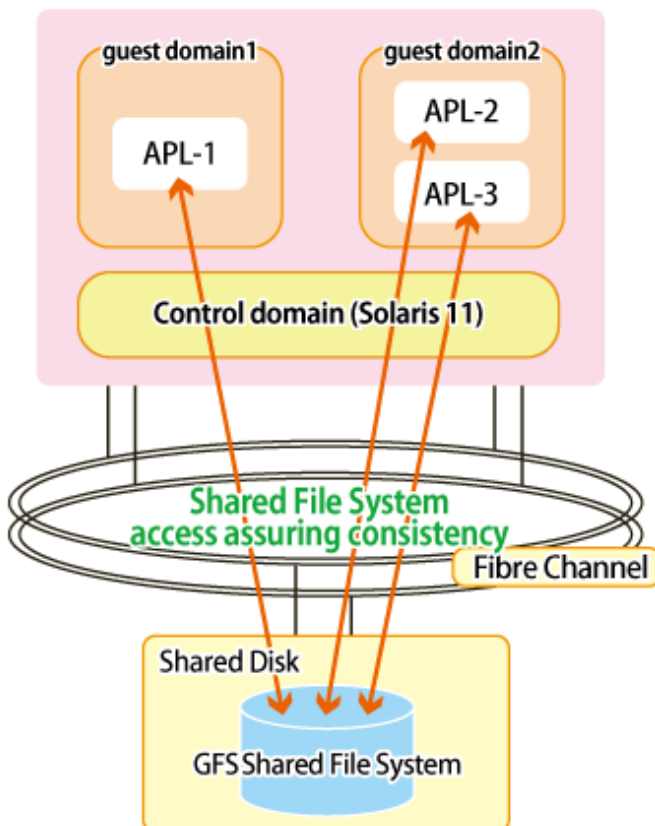 guest domain1
guest domain2
APL-1
APL-2
APL-3
Control domain (Solaris 11)
Shared File System
access assuring consistency
Fibre Channel
Shared Disk
GFS Shared File System